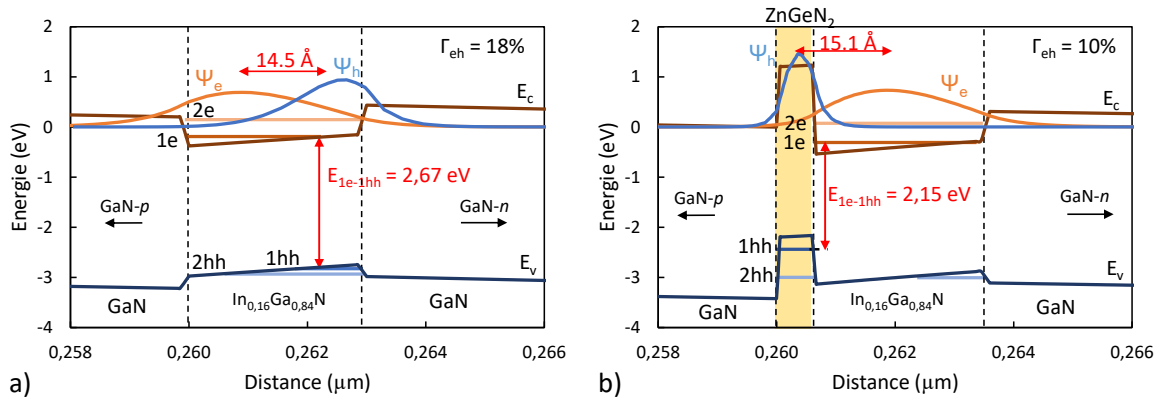 Energie (eV)
2
1
0
-1
-2
-3
-4
14.5 Å
Γeh = 18%
Ψe
Ψh
Ec
2e
1e
E1e-1hh = 2,67 eV
GaN-p
GaN-n
2hh
1hh
Ev
GaN
In0,16Ga0,84N
GaN
0,258
0,260
0,262
0,264
0,266
Distance (μm)
a)
ZnGeN2
Energie (eV)
2
1
0
-1
-2
-3
-4
15.1 Å
Γeh = 10%
Ψh
Ψe
Ec
2e
1e
E1e-1hh = 2,15 eV
GaN-p
GaN-n
1hh
2hh
Ev
GaN
In0,16Ga0,84N
GaN
0,258
0,260
0,262
0,264
0,266
Distance (μm)
b)